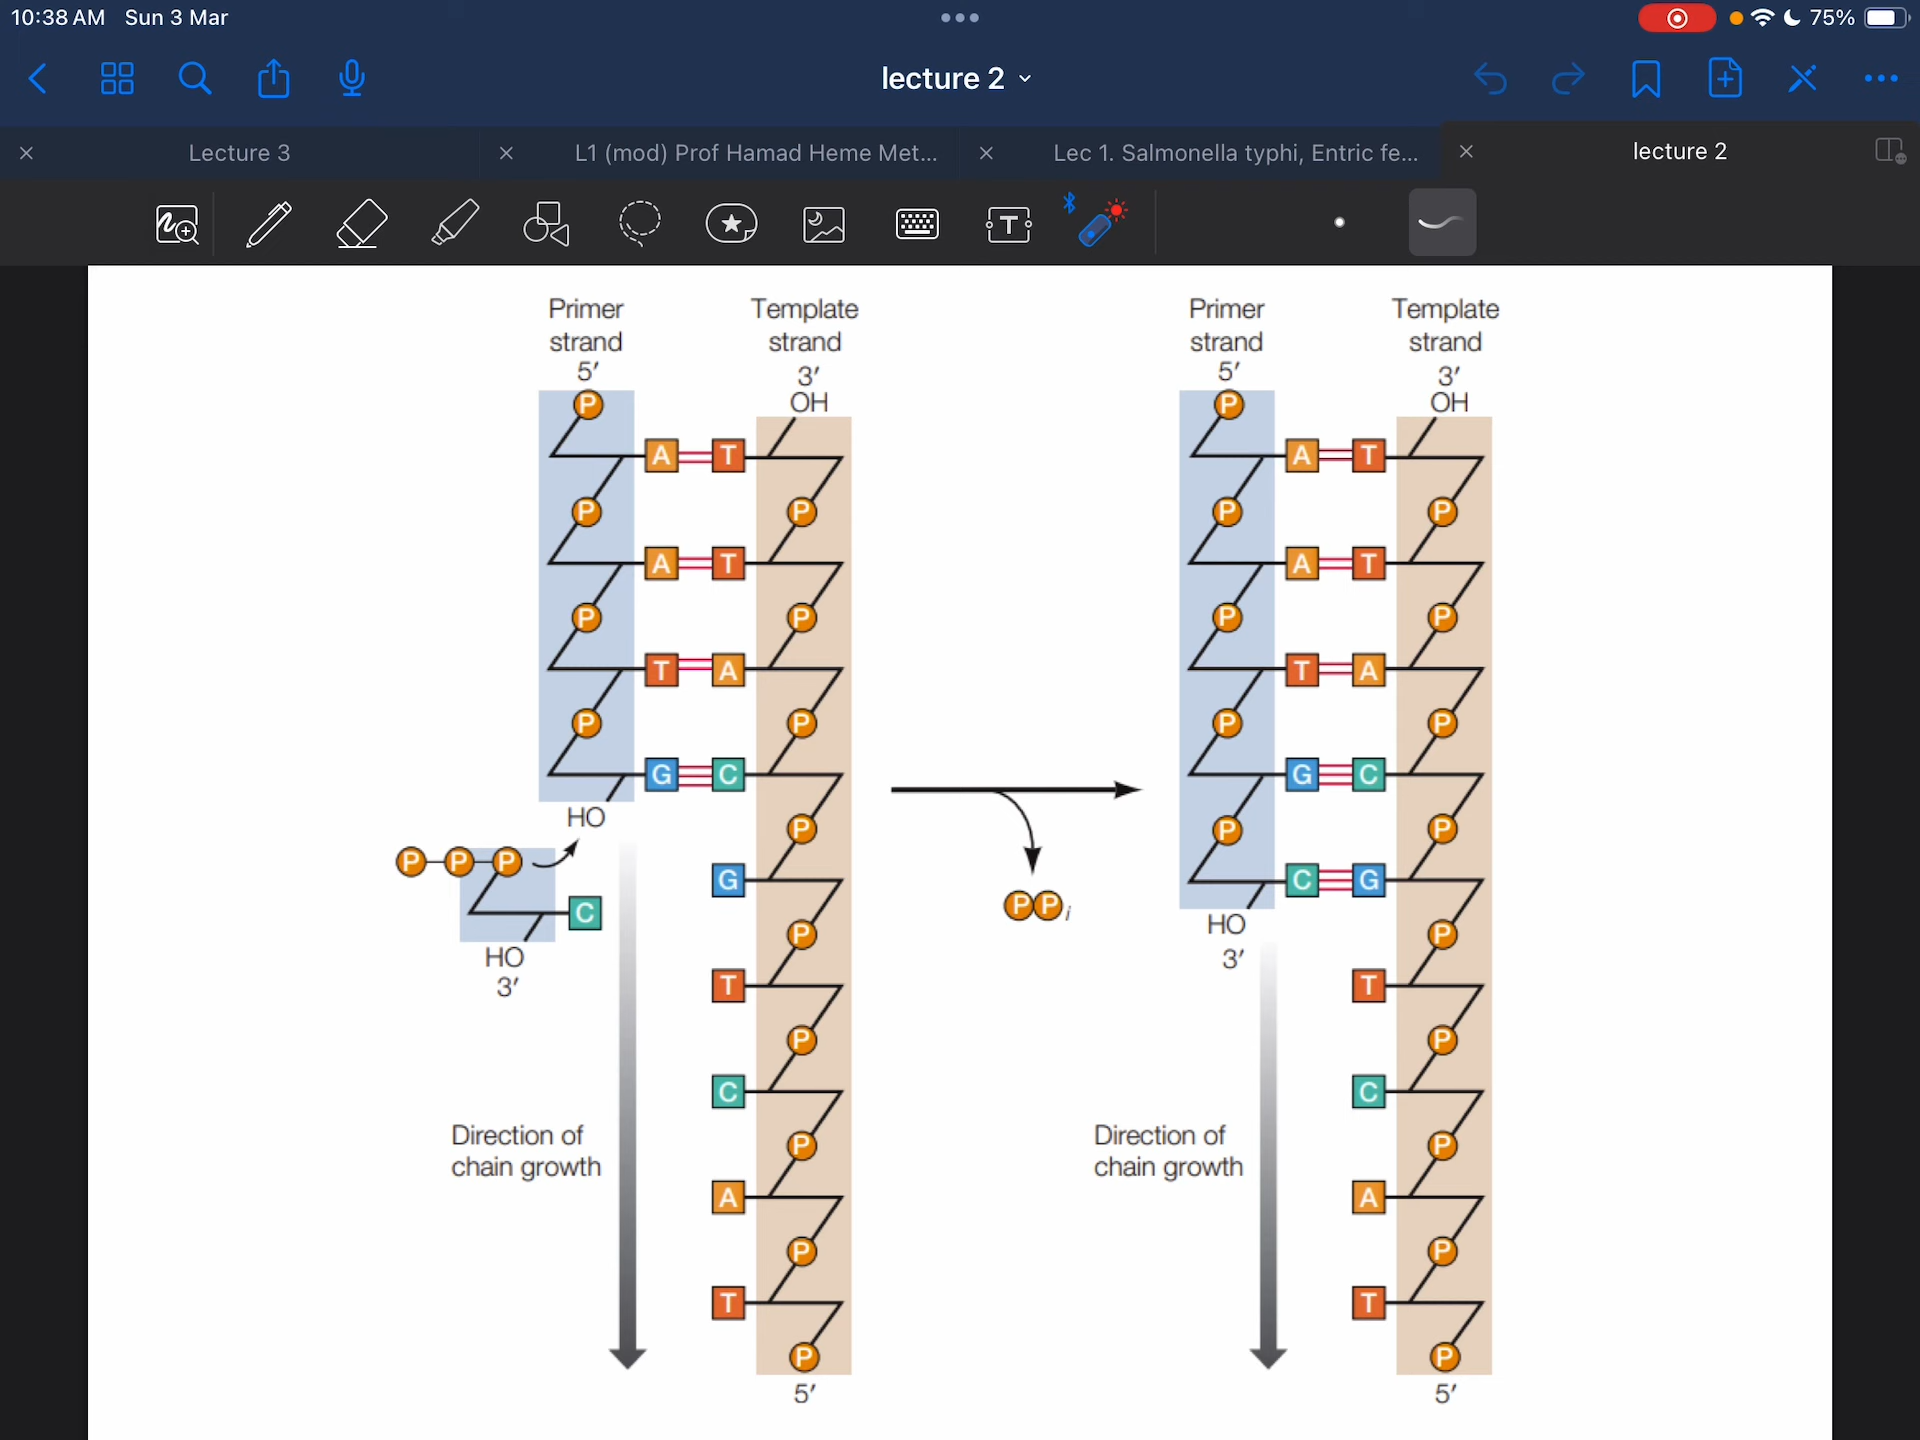 10:38 AM Sun 3 Mar
75%
lecture 2
Lecture 3
L1 (mod) Prof Hamad Heme Met...
Lec 1. Salmonella typhi, Entric fe...
lecture 2
T
Primer
strand
5′
Template
strand
3′
OH
P
A T
P P
A T
P P
T A
P P
G C
HO
P
P P P
C
HO
3′
G
P
T
P
C
P
A
P
T
P
5′
Direction of
chain growth
P P i
Primer
strand
5′
Template
strand
3′
OH
P
A T
P P
A T
P P
T A
P P
G C
P P
C G
HO
3′
P
T
P
C
P
A
P
T
P
5′
Direction of
chain growth